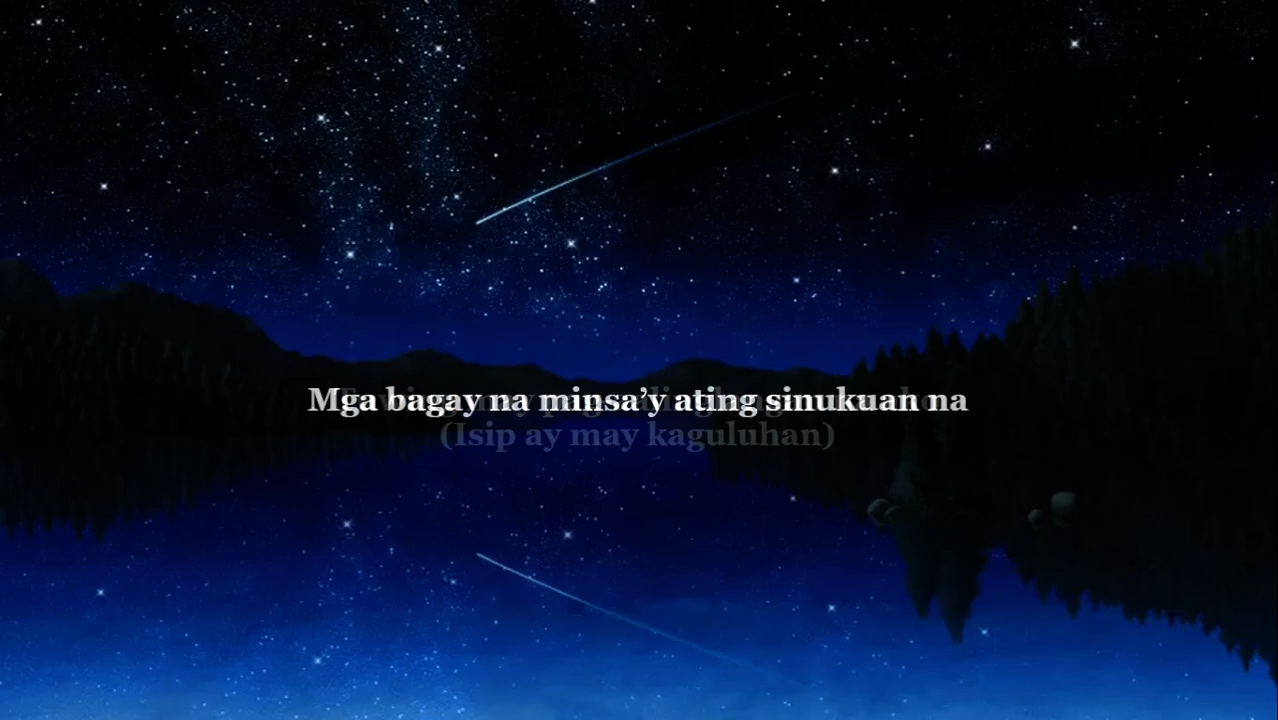 Mga bagay na minsa’y ating sinukuan na
(Isip ay may kaguluhan)